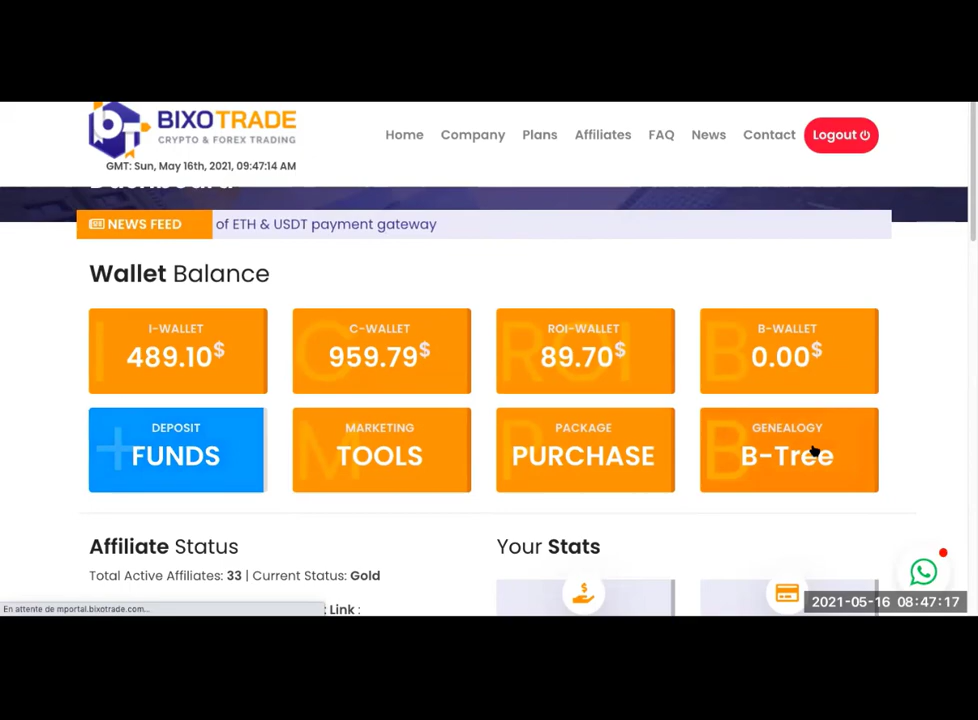 BIXOTRADE
CRYPTO & FOREX TRADING
GMT: Sun, May 16th, 2021, 09:47:14 AM
Home Company Plans Affiliates FAQ News Contact Logout
Dashboard
NEWS FEED of ETH & USDT payment gateway
Wallet Balance
I-WALLET
489.10$
C-WALLET
959.79$
ROI-WALLET
89.70$
B-WALLET
0.00$
DEPOSIT
FUNDS
MARKETING
TOOLS
PACKAGE
PURCHASE
GENEALOGY
B-Tree
Affiliate Status
Your Stats
Total Active Affiliates: 33 | Current Status: Gold
Link :
En attente de mportal.bixotrade.com...
2021-05-16 08:47:17